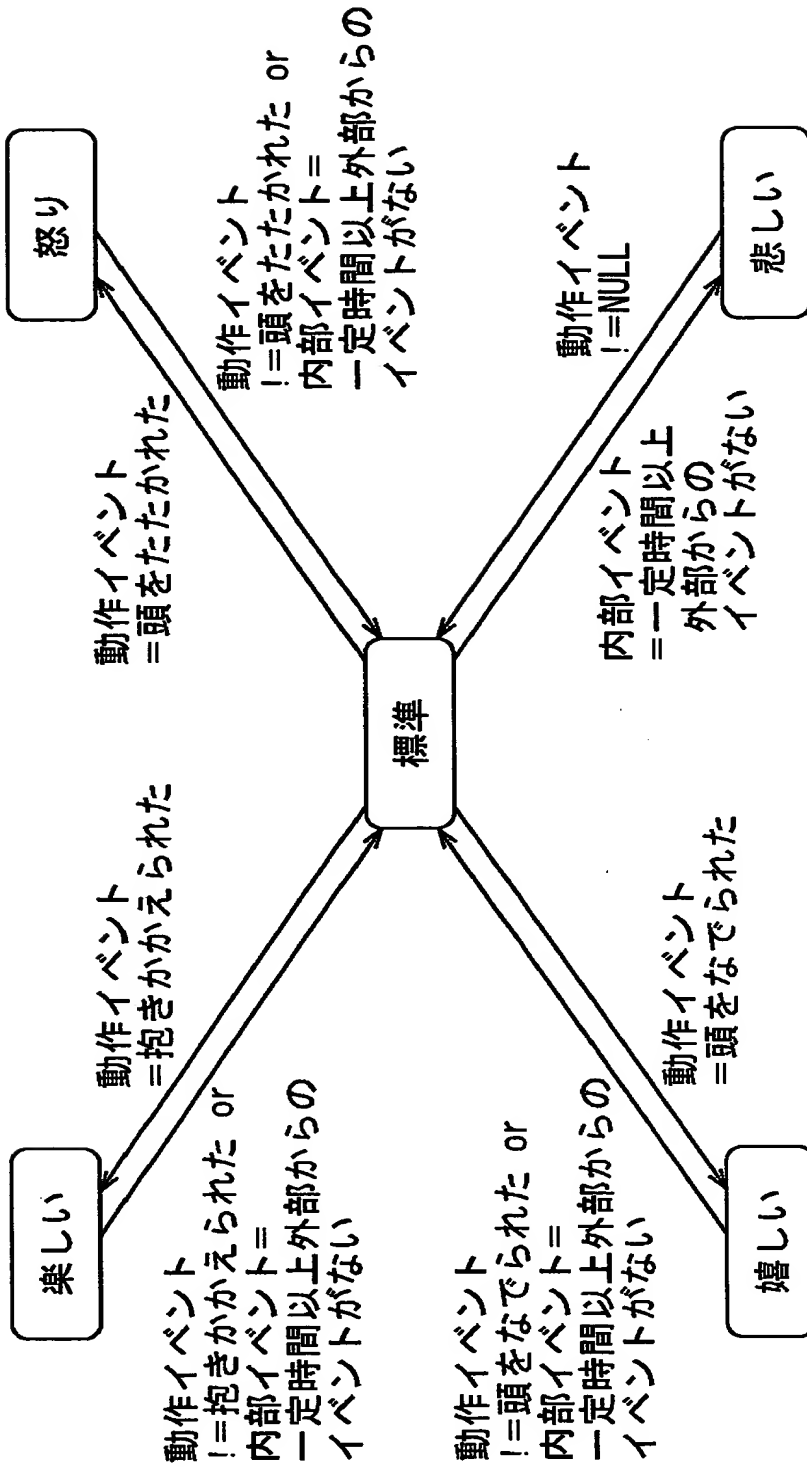 楽しい
動作イベント
=抱きかかえられた
動作イベント
=頭をたたかれた
怒り
動作イベント
!=抱きかかえられた or
内部イベント=
一定時間以上外部からの
イベントがない
動作イベント
!=頭をたたかれた or
内部イベント=
一定時間以上外部からの
イベントがない
標準
動作イベント
!=頭をなでられた or
内部イベント=
一定時間以上外部からの
イベントがない
動作イベント
!=NULL
嬉しい
動作イベント
=頭をなでられた
内部イベント
=一定時間以上
外部からの
イベントがない
悲しい